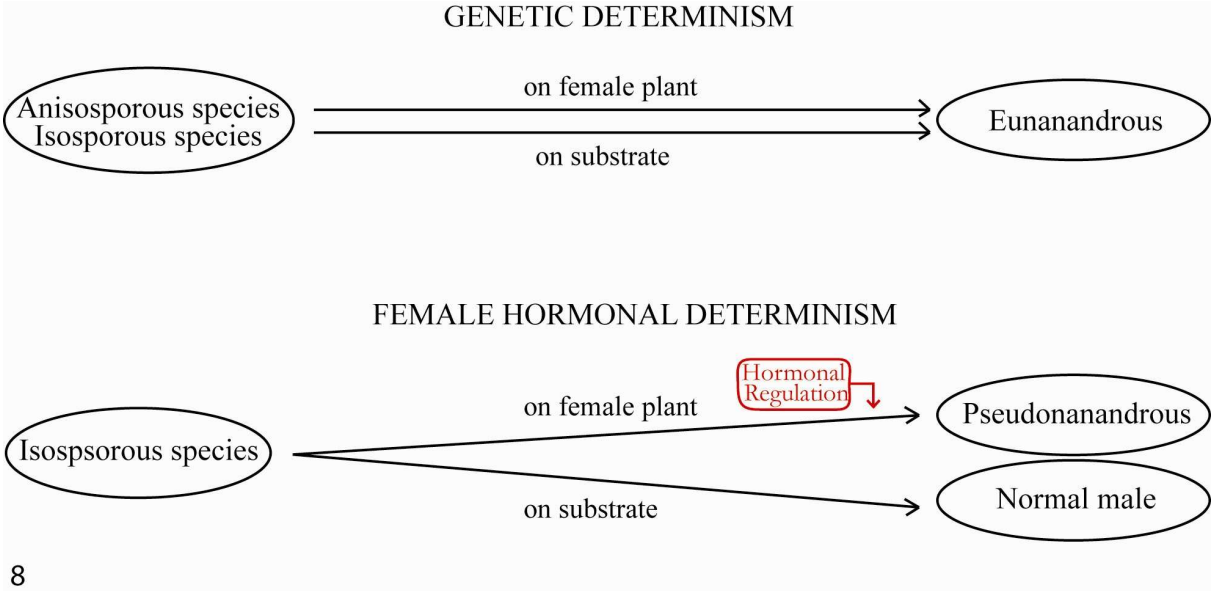 GENETIC DETERMINISM
Anisosporous species
Isosporous species
on female plant
on substrate
Eunanandrous
FEMALE HORMONAL DETERMINISM
Isospsorous species
on female plant
Hormonal
Regulation
on substrate
Pseudonanandrous
Normal male
8